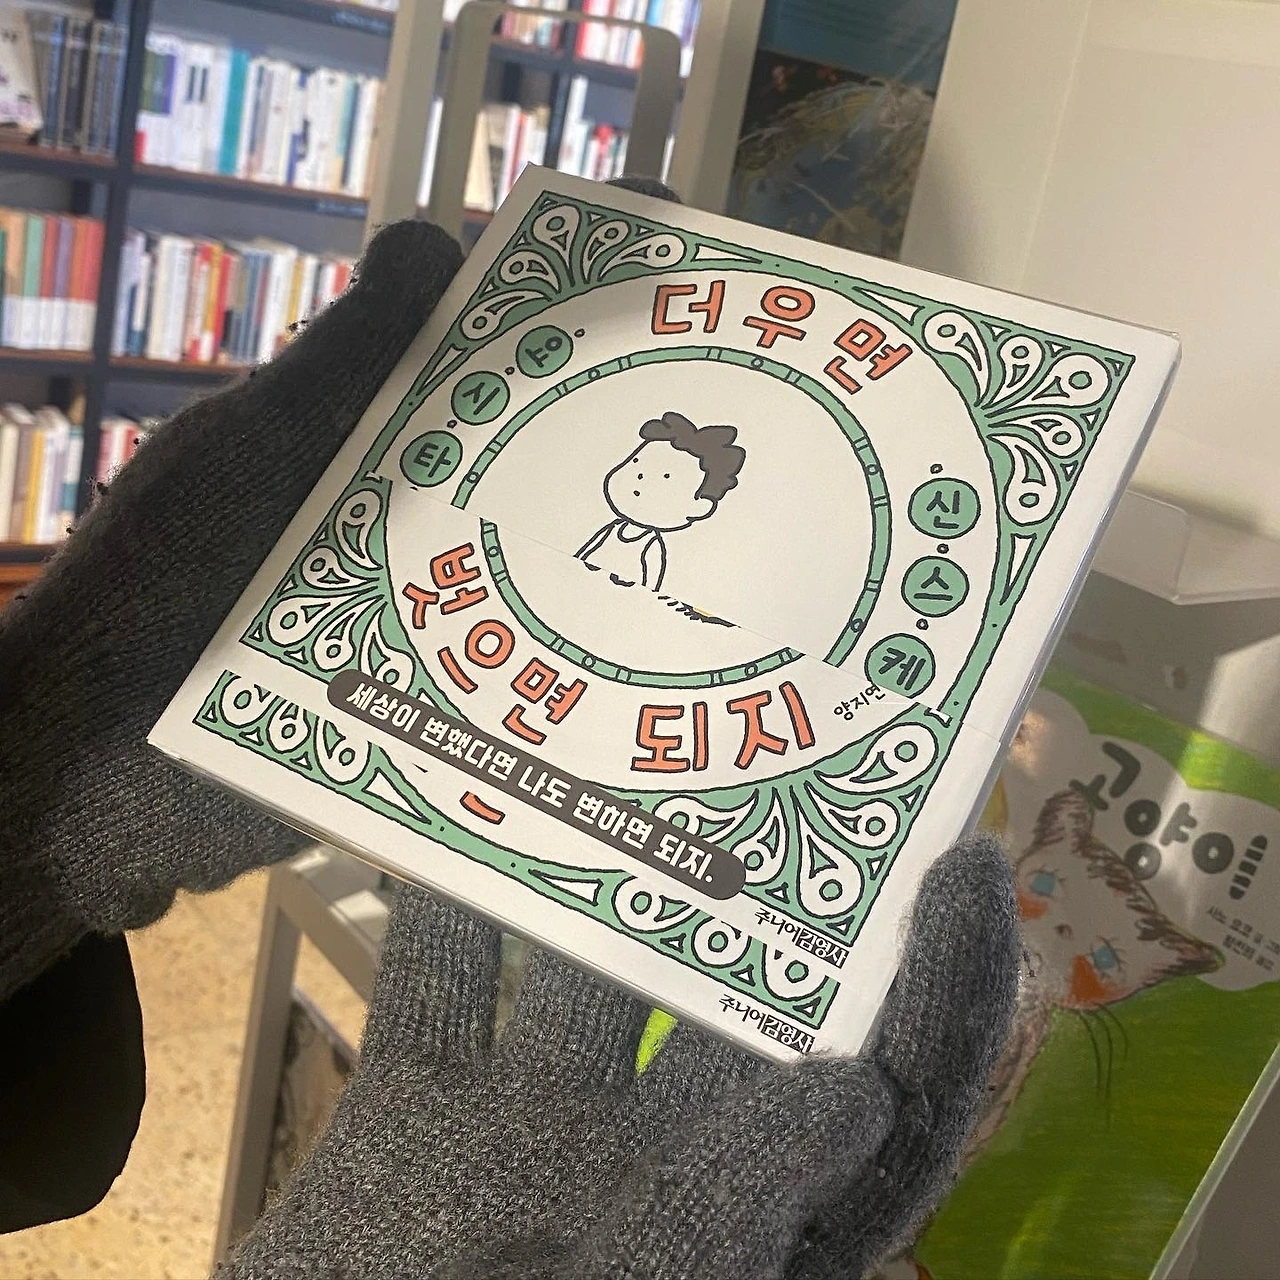 더우면
요시타
신스케
벗으면 되지
양지연
세상이 변했다면 나도 변하면 되지.
주니어김영사
주니어김영사
고양이